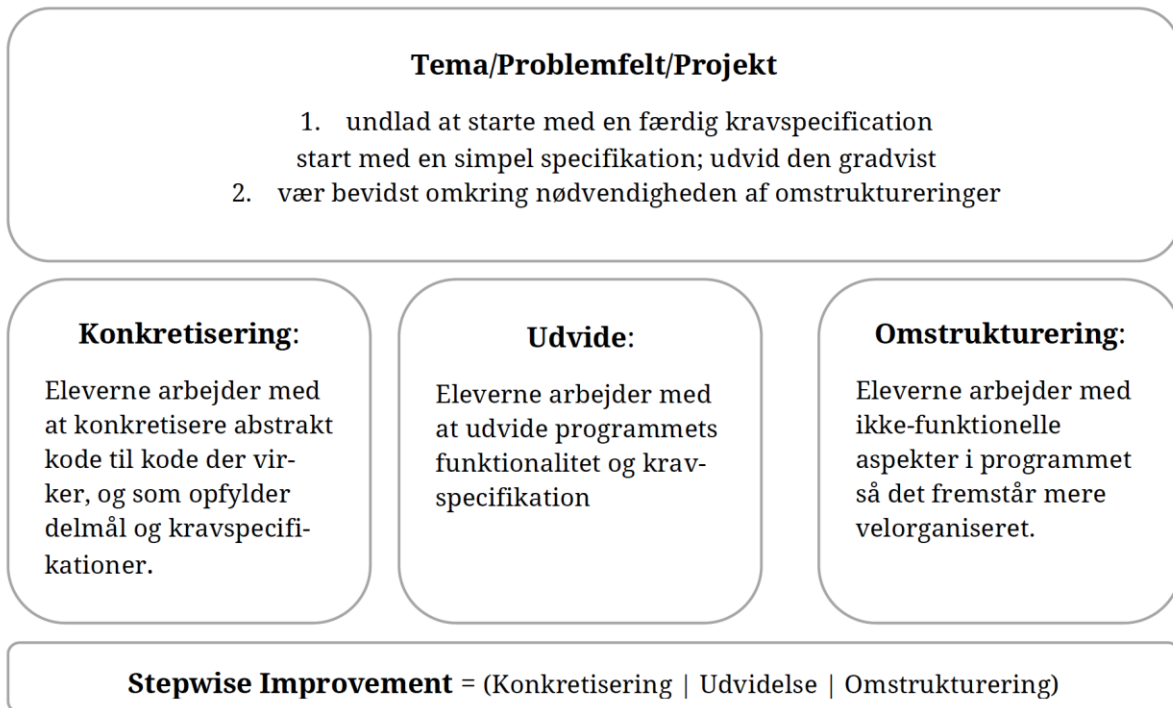 Tema/Problemfelt/Projekt
1. undlad at starte med en færdig kravspecification
start med en simpel specifikation; udvid den gradvist
2. vær bevidst omkring nødvendigheden af omstruktureringer
Konkretisering:
Eleverne arbejder med
at konkretisere abstrakt
kode til kode der vir-
ker, og som opfylder
delmål og kravspecifi-
kationer.
Udvide:
Eleverne arbejder med
at udvide programmets
funktionalitet og krav-
specifikation
Omstrukturering:
Eleverne arbejder med
ikke-funktionelle
aspekter i programmet
så det fremstår mere
velorganiseret.
Stepwise Improvement = (Konkretisering | Udvidelse | Omstrukturering)